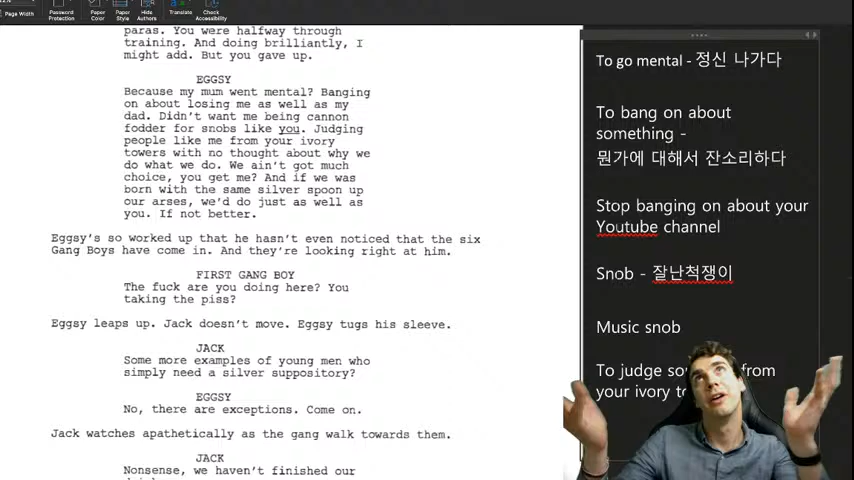 Page Width
Password
Protection
Paper
Color
Paper
Style
Hide
Authors
Translate
Check
Accessibility
paras. You were halfway through
training. And doing brilliantly, I
might add. But you gave up.
EGGSY
Because my mum went mental? Banging
on about losing me as well as my
dad. Didn't want me being cannon
fodder for snobs like you. Judging
people like me from your ivory
towers with no thought about why we
do what we do. We ain't got much
choice, you get me? And if we was
born with the same silver spoon up
our arses, we'd do just as well as
you. If not better.
Eggsy's so worked up that he hasn't even noticed that the six
Gang Boys have come in. And they're looking right at him.
FIRST GANG BOY
The fuck are you doing here? You
taking the piss?
Eggsy leaps up. Jack doesn't move. Eggsy tugs his sleeve.
JACK
Some more examples of young men who
simply need a silver suppository?
EGGSY
No, there are exceptions. Come on.
Jack watches apathetically as the gang walk towards them.
JACK
Nonsense, we haven't finished our
To go mental - 정신 나가다
To bang on about
something -
뭔가에 대해서 잔소리하다
Stop banging on about your
Youtube channel
Snob - 잘난척쟁이
Music snob
To judge from
your ivory